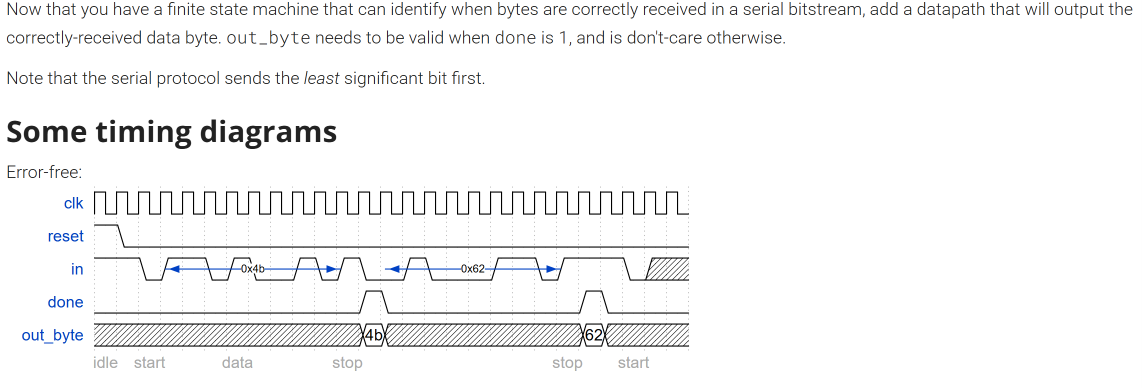 Now that you have a finite state machine that can identify when bytes are correctly received in a serial bitstream, add a datapath that will output the
correctly-received data byte. out_byte needs to be valid when done is 1, and is don't-care otherwise.
Note that the serial protocol sends the least significant bit first.
Some timing diagrams
Error-free:
clk
reset
in 0x4b 0x62
done
out_byte 4b 62
idle start data stop stop start